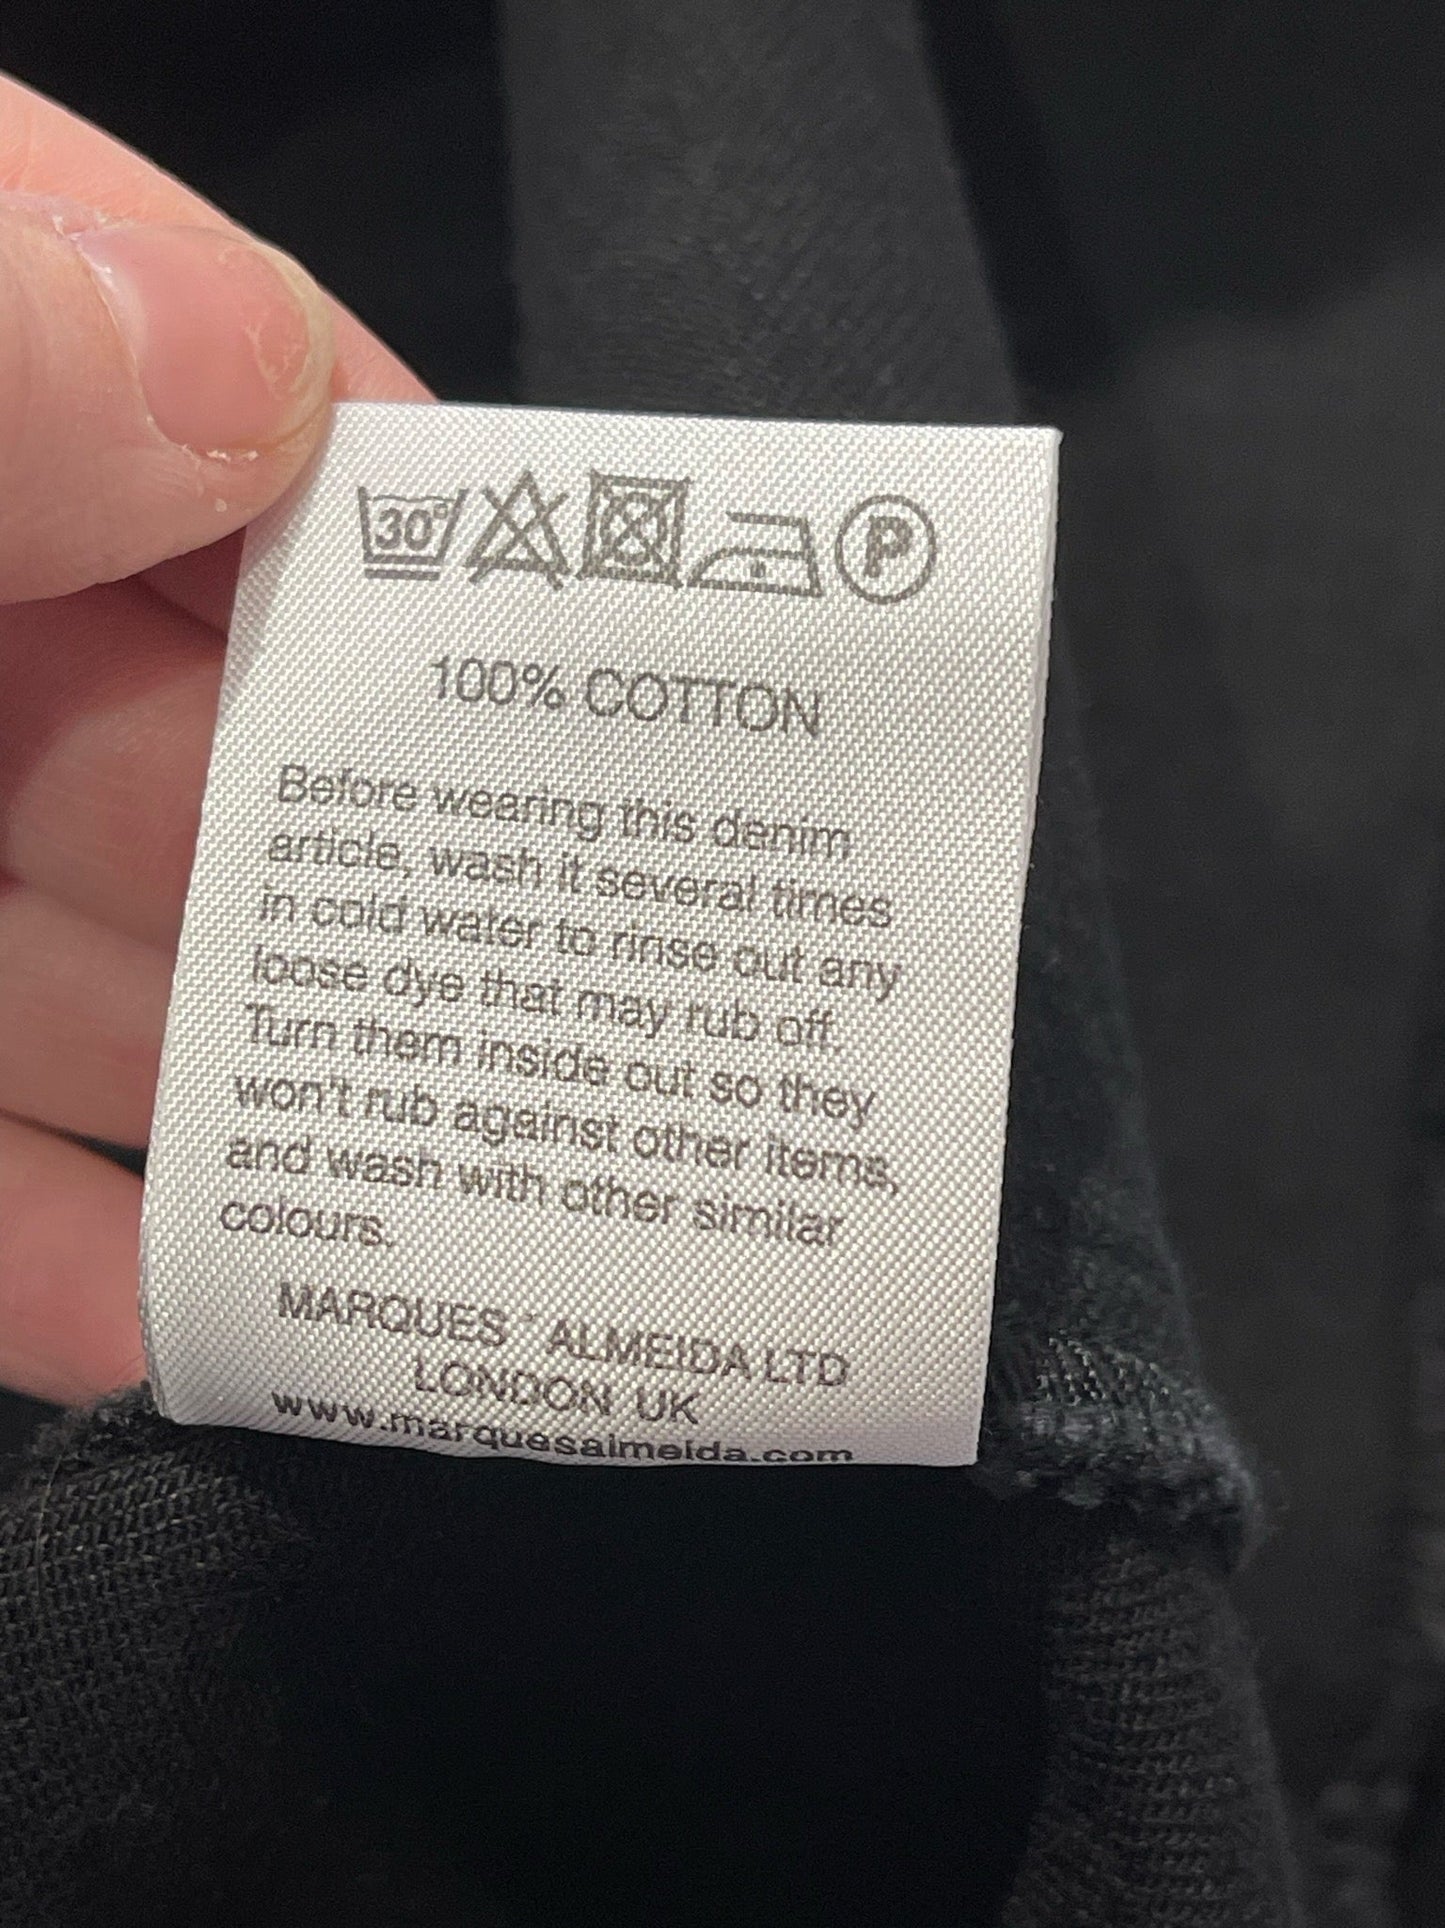 30°
P
100% COTTON
Before wearing this denim
article, wash it several times
in cold water to rinse out any
loose dye that may rub off.
Turn them inside out so they
won't rub against other items,
and wash with other similar
colours.
MARQUES ' ALMEIDA LTD
LONDON UK
www.marquesalmeida.com